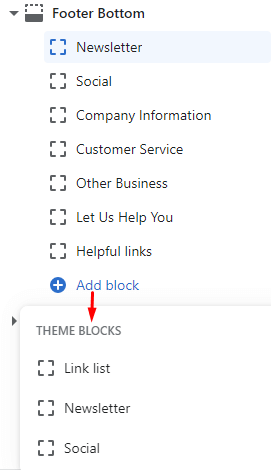 Footer Bottom
Newsletter
Social
Company Information
Customer Service
Other Business
Let Us Help You
Helpful links
Add block
THEME BLOCKS
Link list
Newsletter
Social